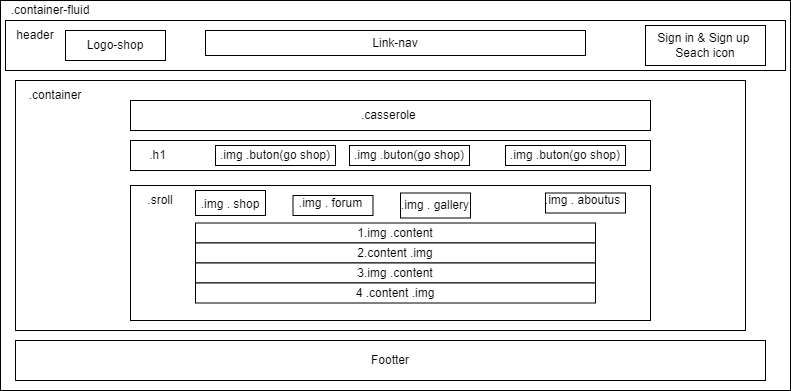 .container-fluid
header
Logo-shop
Link-nav
Sign in & Sign up
Seach icon
.container
.casserole
.h1
.img .buton(go shop)
.img .buton(go shop)
.img .buton(go shop)
.sroll
.img . shop
.img . forum
.img . gallery
.img . aboutus
1.img .content
2.content .img
3.img .content
4 .content .img
Footter